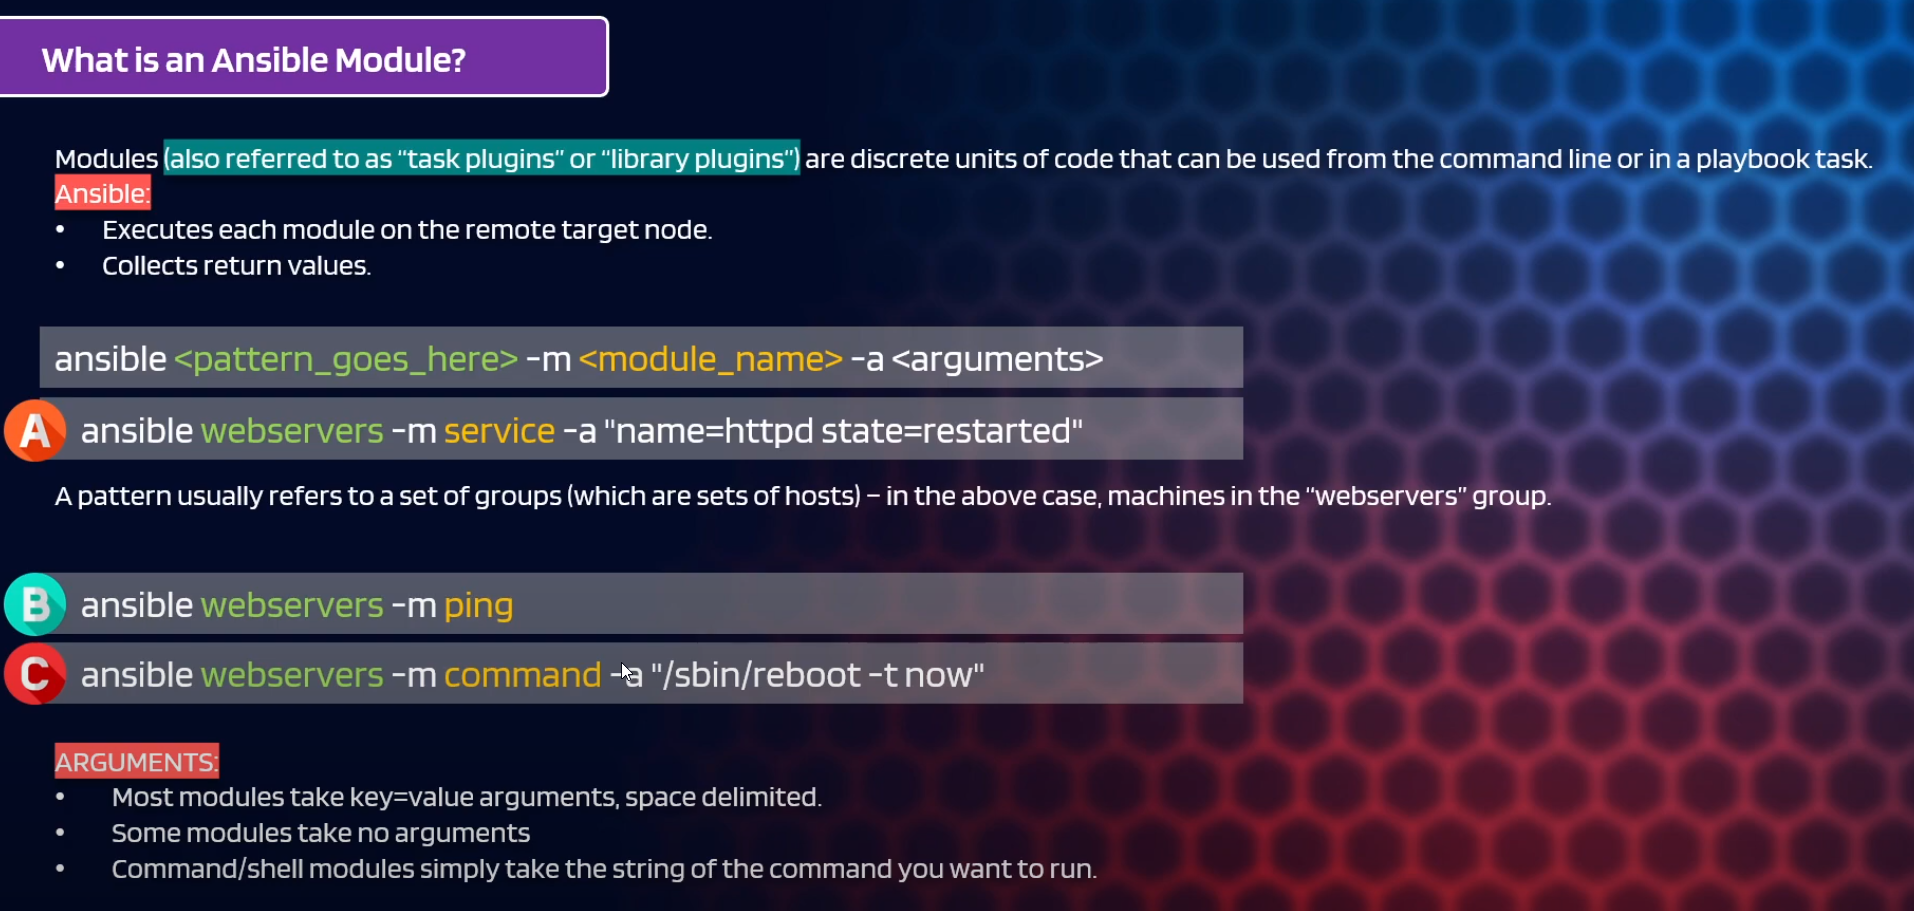 What is an Ansible Module?
Modules (also referred to as “task plugins” or “library plugins”) are discrete units of code that can be used from the command line or in a playbook task.
Ansible:
• Executes each module on the remote target node.
• Collects return values.
ansible <pattern_goes_here> -m <module_name> -a <arguments>
A ansible webservers -m service -a "name=httpd state=restarted"
A pattern usually refers to a set of groups (which are sets of hosts) – in the above case, machines in the “webservers” group.
B ansible webservers -m ping
C ansible webservers -m command -a "/sbin/reboot -t now"
ARGUMENTS:
• Most modules take key=value arguments, space delimited.
• Some modules take no arguments
• Command/shell modules simply take the string of the command you want to run.